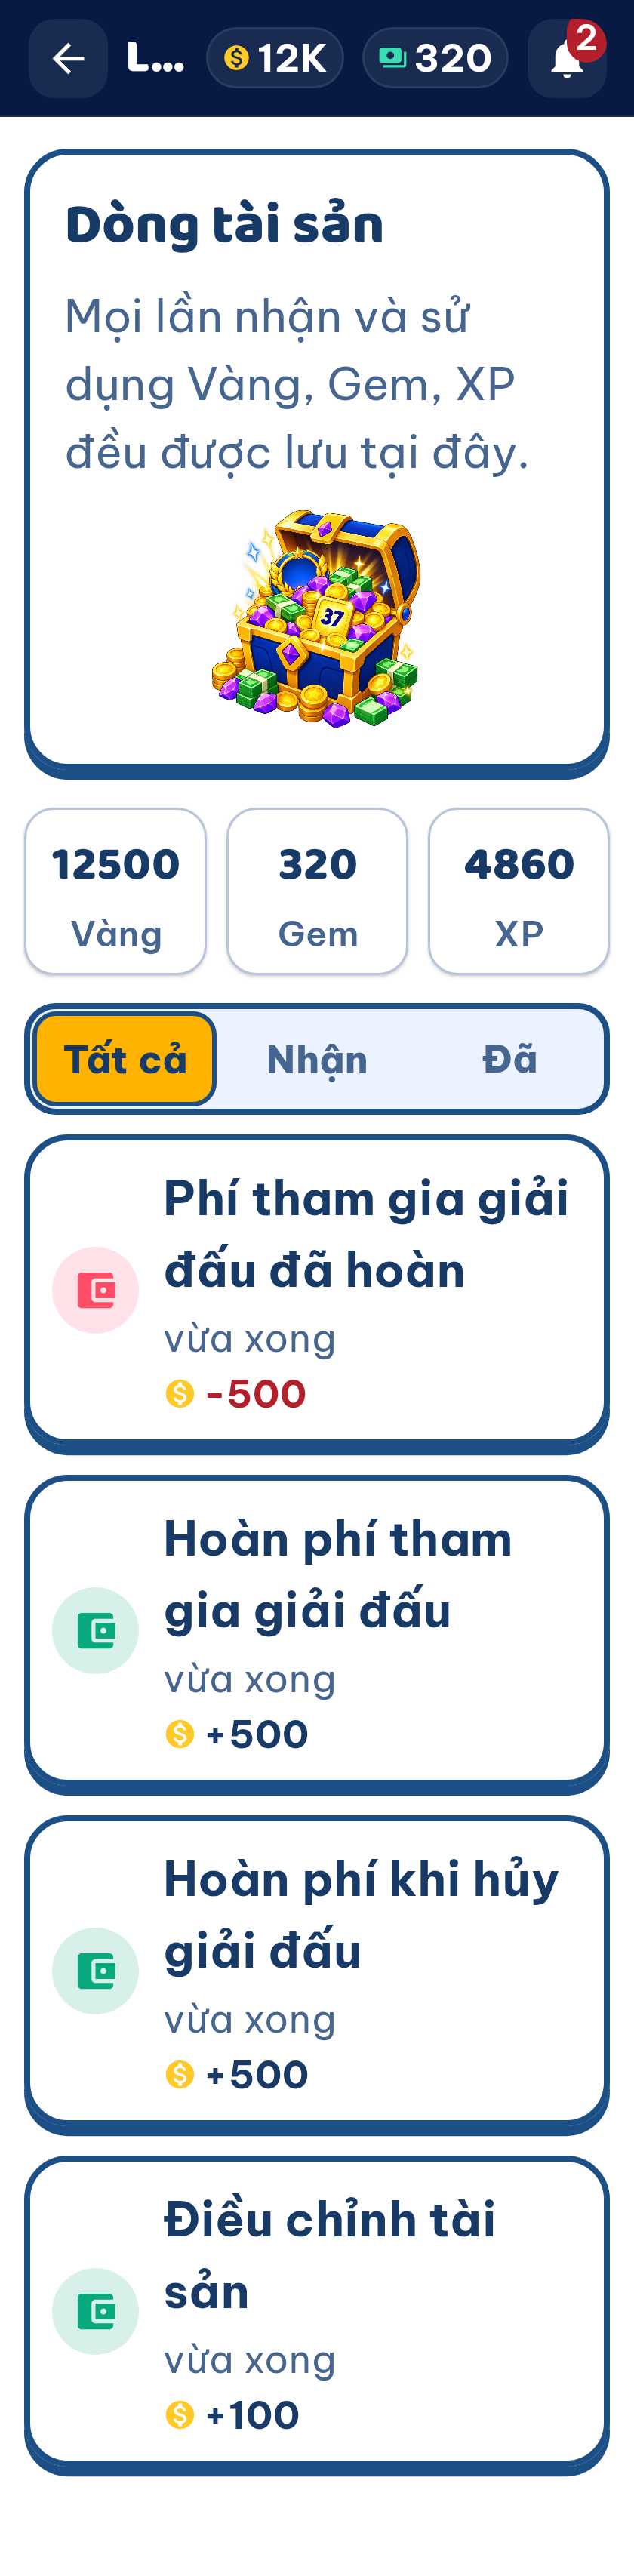 L...
12K
320
2
Dòng tài sản
Mọi lần nhận và sử
dụng Vàng, Gem, XP
đều được lưu tại đây.
37
12500
Vàng
320
Gem
4860
XP
Tất cả
Nhận
Đã
Phí tham gia giải
đấu đã hoàn
vừa xong
-500
Hoàn phí tham
gia giải đấu
vừa xong
+500
Hoàn phí khi hủy
giải đấu
vừa xong
+500
Điều chỉnh tài
sản
vừa xong
+100